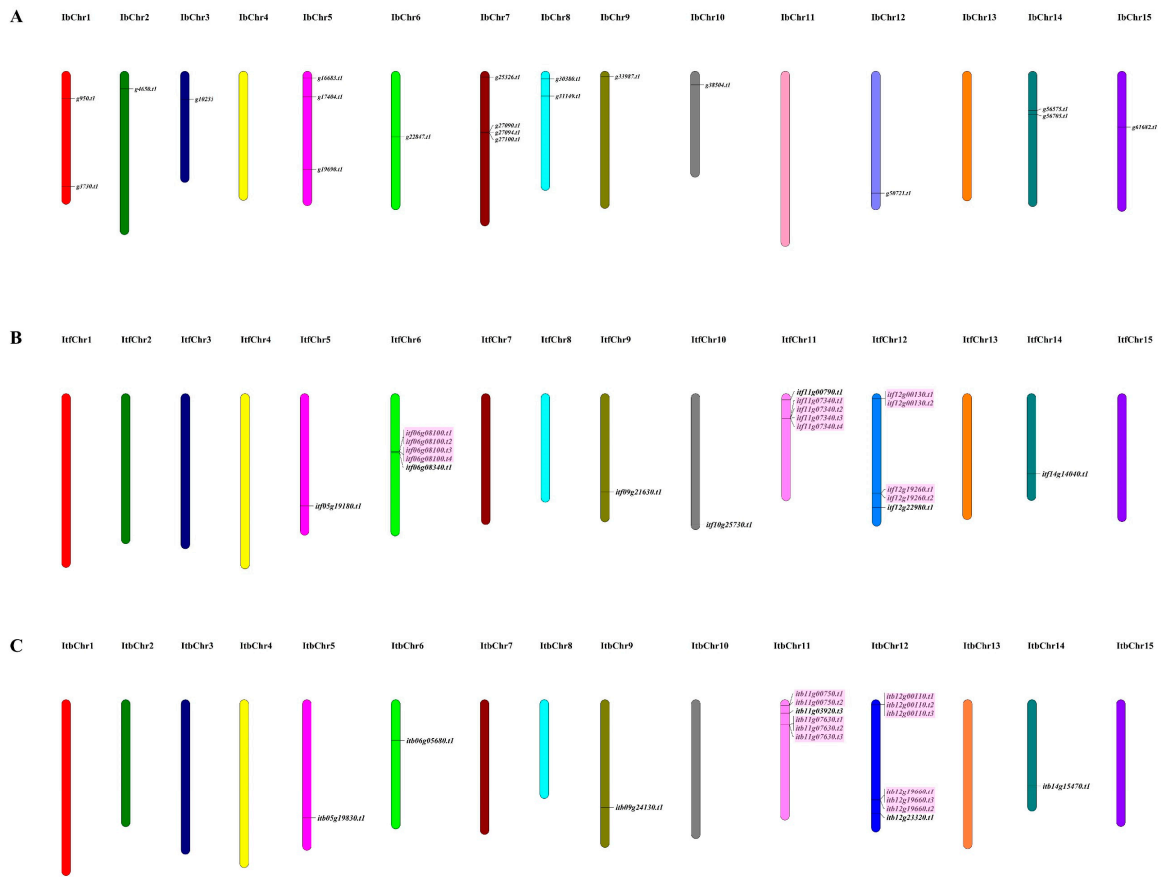 A
IbChr1 IbChr2 IbChr3 IbChr4 IbChr5 IbChr6 IbChr7 IbChr8 IbChr9 IbChr10 IbChr11 IbChr12 IbChr13 IbChr14 IbChr15
g950.t1
g3730.t1
g4658.t1
g10235
g16683.t1
g17404.t1
g19690.t1
g22847.t1
g25326.t1
g27090.t1
g27094.t1
g27100.t1
g30380.t1
g31149.t1
g33987.t1
g38504.t1
g50721.t1
g56575.t1
g56705.t1
g61682.t1
B
ItfChr1 ItfChr2 ItfChr3 ItfChr4 ItfChr5 ItfChr6 ItfChr7 ItfChr8 ItfChr9 ItfChr10 ItfChr11 ItfChr12 ItfChr13 ItfChr14 ItfChr15
itf05g19180.t1
itf06g08100.t1
itf06g08100.t2
itf06g08100.t3
itf06g08100.t4
itf06g08340.t1
itf09g21630.t1
itf10g25730.t1
itf11g00790.t1
itf11g07340.t1
itf11g07340.t2
itf11g07340.t3
itf11g07340.t4
itf12g00130.t1
itf12g00130.t2
itf12g19260.t1
itf12g19260.t2
itf12g22980.t1
itf14g14040.t1
C
ItbChr1 ItbChr2 ItbChr3 ItbChr4 ItbChr5 ItbChr6 ItbChr7 ItbChr8 ItbChr9 ItbChr10 ItbChr11 ItbChr12 ItbChr13 ItbChr14 ItbChr15
itb05g19830.t1
itb06g05680.t1
itb09g24130.t1
itb11g00750.t1
itb11g00750.t2
itb11g03920.t3
itb11g07630.t1
itb11g07630.t2
itb11g07630.t3
itb12g00110.t1
itb12g00110.t2
itb12g00110.t3
itb12g19660.t1
itb12g19660.t3
itb12g19660.t2
itb12g23320.t1
itb14g15470.t1